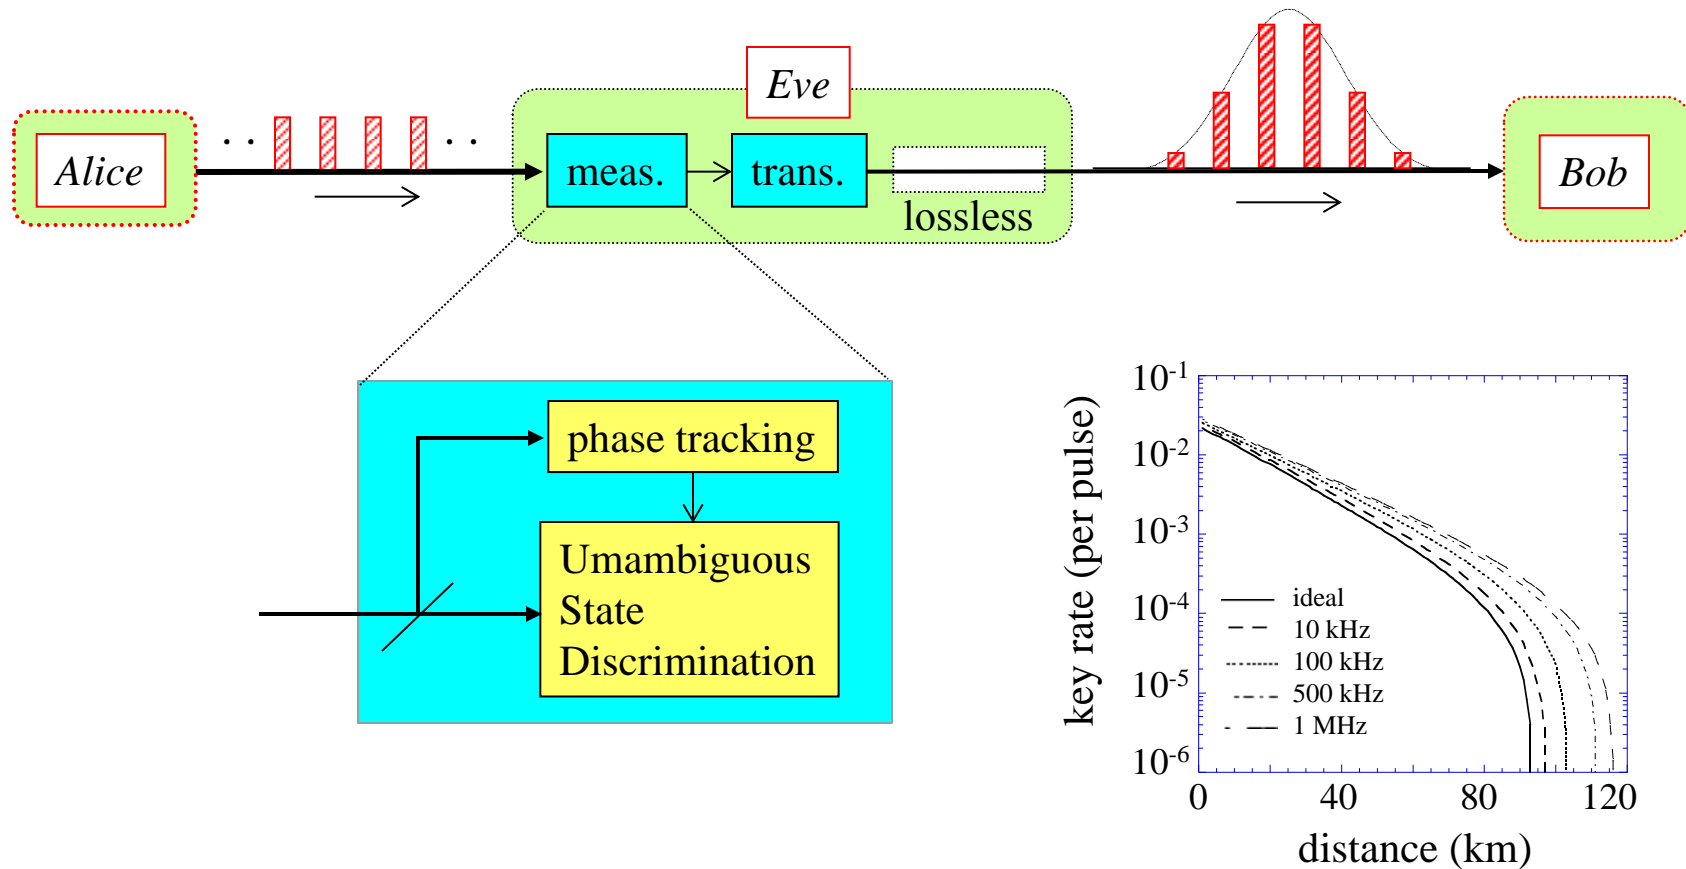 Eve
Alice
· ·
· ·
meas.
trans.
lossless
Bob
phase tracking
Umambiguous
State
Discrimination
key rate (per pulse)
10-1
10-2
10-3
10-4
10-5
10-6
ideal
10 kHz
100 kHz
500 kHz
1 MHz
0
40
80
120
distance (km)